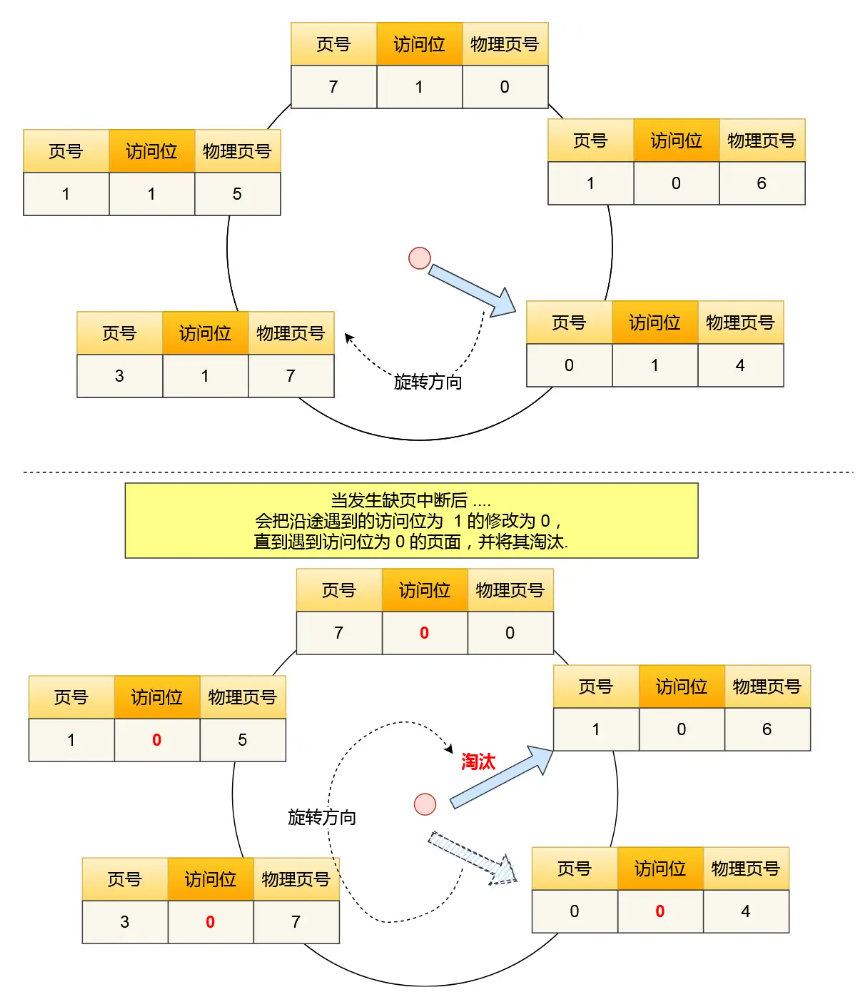 页号 访问位 物理页号
7 1 0
页号 访问位 物理页号
1 1 5
页号 访问位 物理页号
1 0 6
页号 访问位 物理页号
3 1 7
页号 访问位 物理页号
0 1 4
旋转方向
当发生缺页中断后 ....
会把沿途遇到的访问位为 1 的修改为 0，
直到遇到访问位为 0 的页面，并将其淘汰.
页号 访问位 物理页号
7 0 0
页号 访问位 物理页号
1 0 5
页号 访问位 物理页号
1 0 6
淘汰
旋转方向
页号 访问位 物理页号
3 0 7
页号 访问位 物理页号
0 0 4